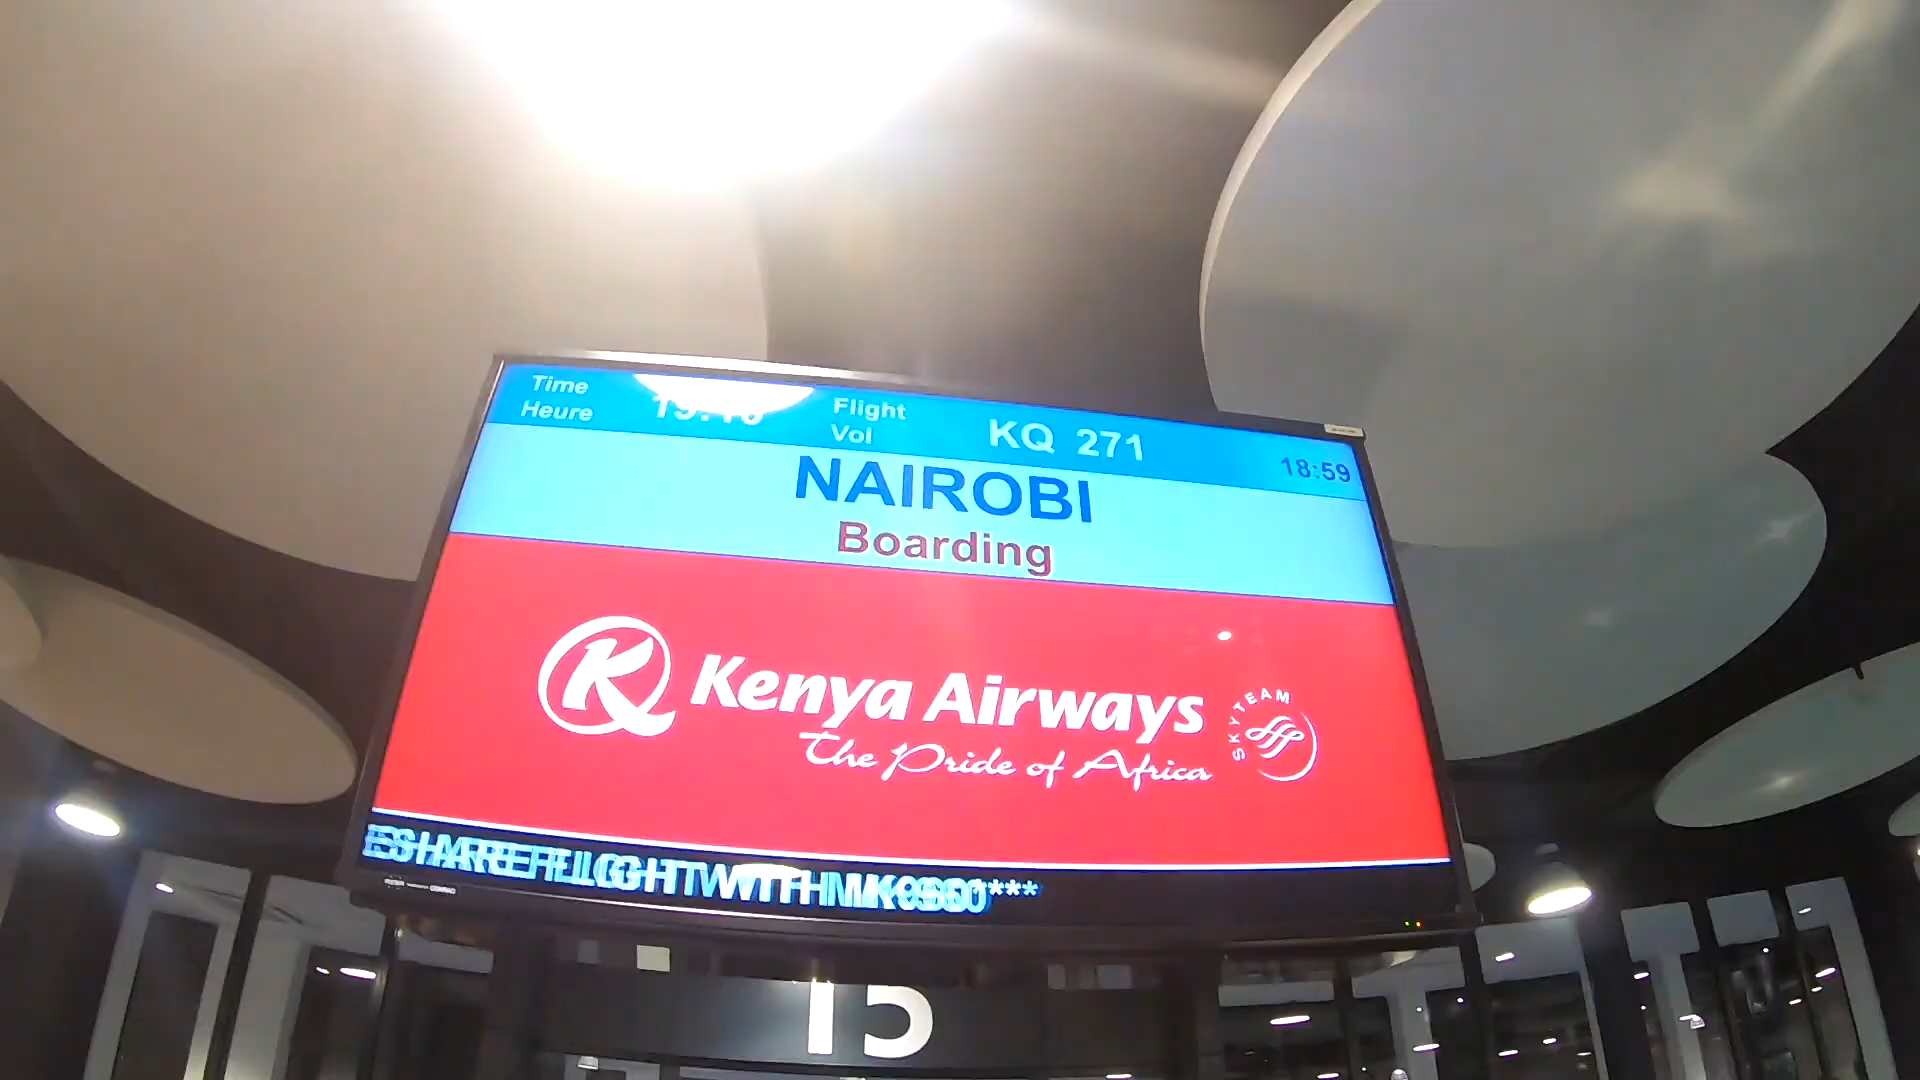 Time
Heure
Flight
Vol
KQ 271
18:59
NAIROBI
Boarding
Kenya Airways
The Pride of Africa
SKYTEAM
15